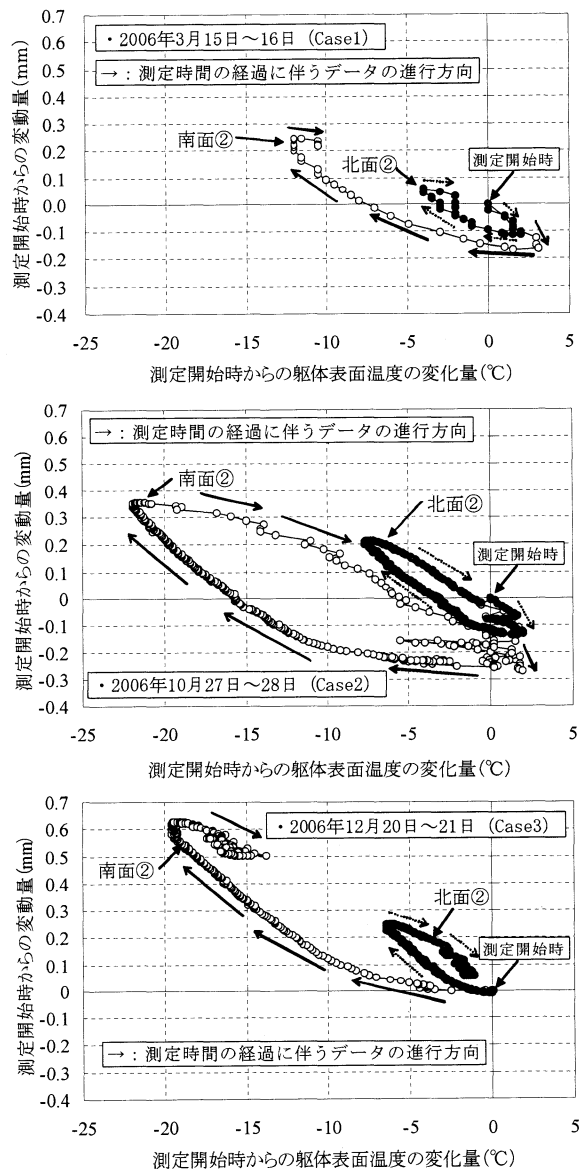 0.7
0.6
0.5
0.4
0.3
0.2
0.1
0.0
-0.1
-0.2
-0.3
-0.4
測定開始時からの変動量(mm)
・2006年3月15日～16日（Case1）
→：測定時間の経過に伴うデータの進行方向
南面②
北面②
測定開始時
-25 -20 -15 -10 -5 0 5
測定開始時からの躯体表面温度の変化量(℃)
0.7
0.6
0.5
0.4
0.3
0.2
0.1
0
-0.1
-0.2
-0.3
-0.4
測定開始時からの変動量(mm)
→：測定時間の経過に伴うデータの進行方向
南面②
北面②
測定開始時
・2006年10月27日～28日（Case2）
-25 -20 -15 -10 -5 0 5
測定開始時からの躯体表面温度の変化量(℃)
0.7
0.6
0.5
0.4
0.3
0.2
0.1
0
-0.1
-0.2
-0.3
-0.4
測定開始時からの変動量(mm)
・2006年12月20日～21日（Case3）
南面②
北面②
測定開始時
→：測定時間の経過に伴うデータの進行方向
-25 -20 -15 -10 -5 0 5
測定開始時からの躯体表面温度の変化量(℃)